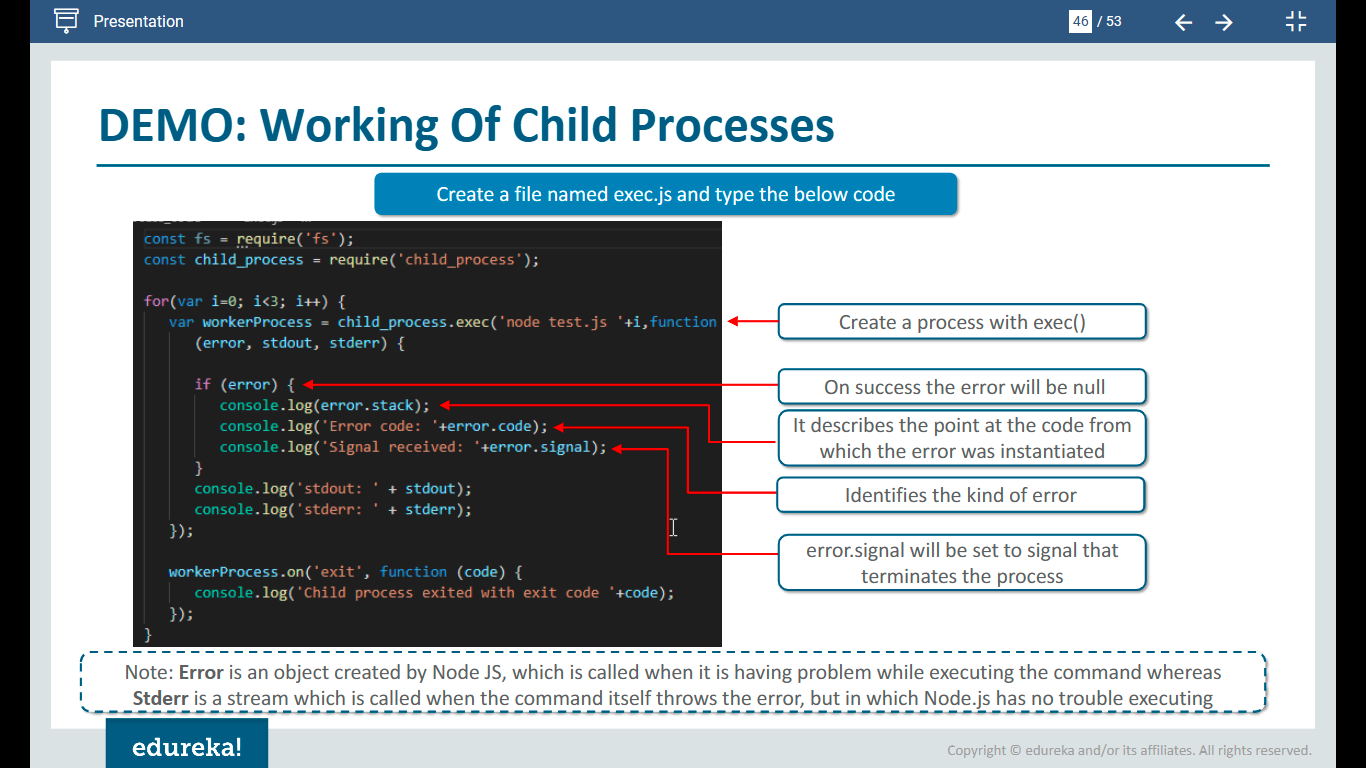 Presentation
46 / 53
DEMO: Working Of Child Processes
Create a file named exec.js and type the below code
const fs = require('fs');
const child_process = require('child_process');
for(var i=0; i<3; i++) {
var workerProcess = child_process.exec('node test.js '+i,function
(error, stdout, stderr) {
if (error) {
console.log(error.stack);
console.log('Error code: '+error.code);
console.log('Signal received: '+error.signal);
}
console.log('stdout: ' + stdout);
console.log('stderr: ' + stderr);
});
workerProcess.on('exit', function (code) {
console.log('Child process exited with exit code '+code);
});
}
Create a process with exec()
On success the error will be null
It describes the point at the code from
which the error was instantiated
Identifies the kind of error
error.signal will be set to signal that
terminates the process
Note: Error is an object created by Node JS, which is called when it is having problem while executing the command whereas
Stderr is a stream which is called when the command itself throws the error, but in which Node.js has no trouble executing
edureka!
Copyright © edureka and/or its affiliates. All rights reserved.